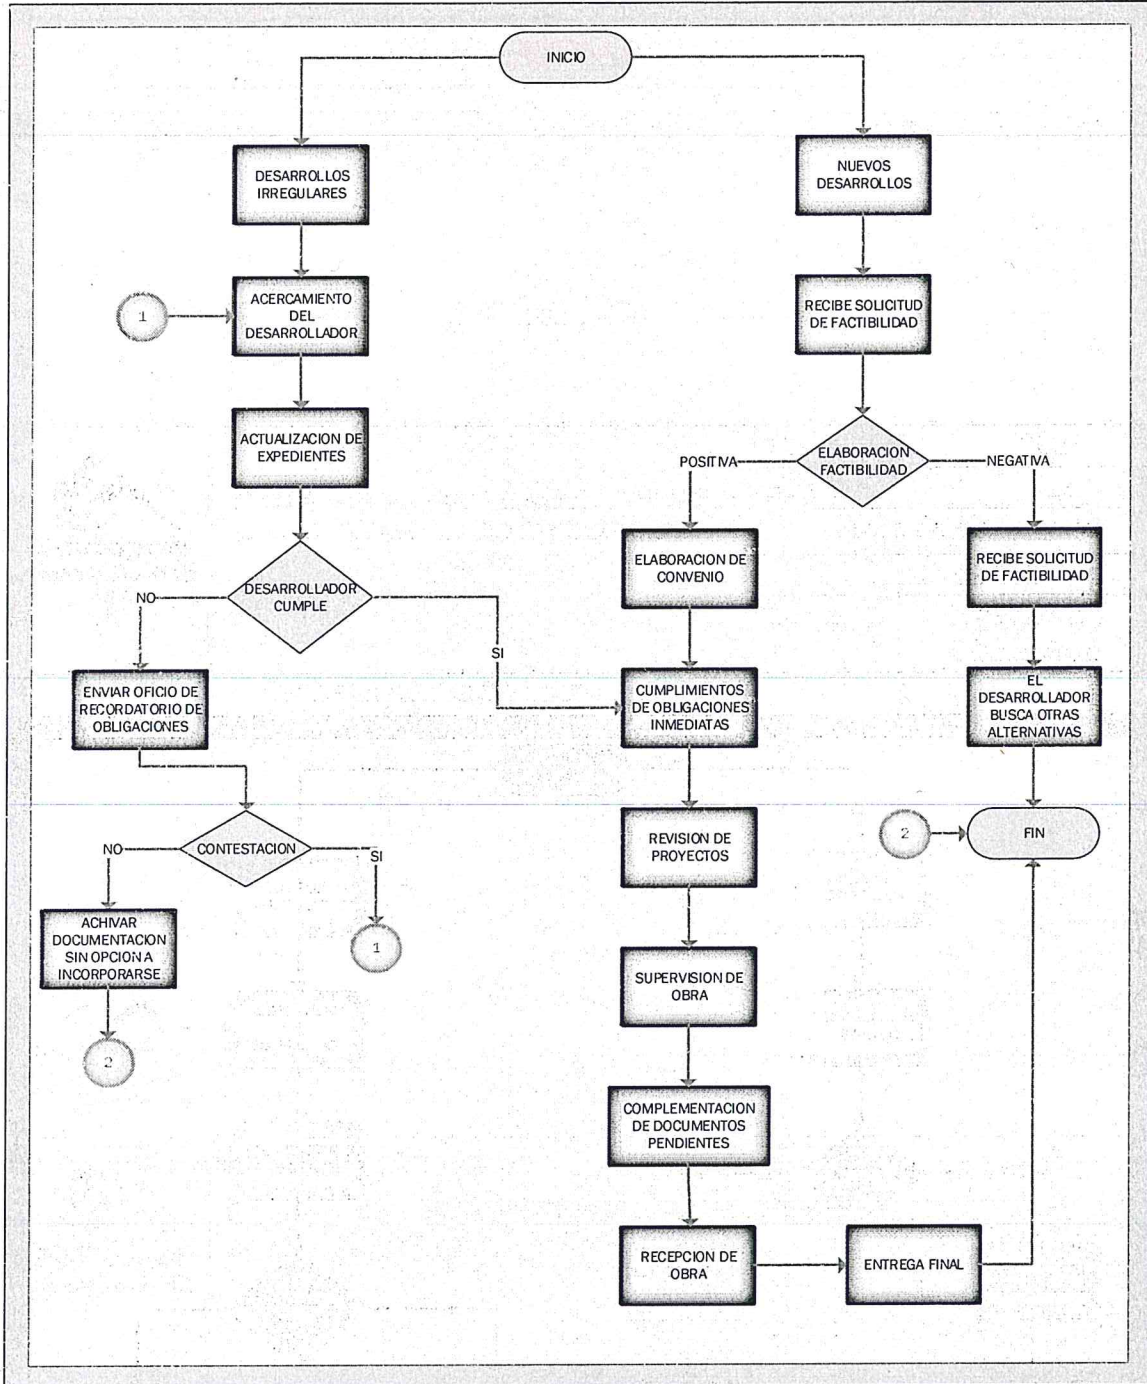 INICIO
DESARROLLOS
IRREGULARES
NUEVOS
DESARROLLOS
1
ACERCAMIENTO
DEL
DESARROLLADOR
RECIBE SOLICITUD
DE FACTIBILIDAD
ACTUALIZACION DE
EXPEDIENTES
ELABORACION
FACTIBILIDAD
POSITIVA
NEGATIVA
ELABORACION DE
CONVENIO
RECIBE SOLICITUD
DE FACTIBILIDAD
DESARROLLADOR
CUMPLE
NO
SI
ENVIAR OFICIO DE
RECORDATORIO DE
OBLIGACIONES
CUMPLIMIENTOS
DE OBLIGACIONES
INMEDIATAS
EL
DESARROLLADOR
BUSCA OTRAS
ALTERNATIVAS
CONTESTACION
NO
SI
REVISION DE
PROYECTOS
2
FIN
ACHIVAR
DOCUMENTACION
SIN OPCION A
INCORPORARSE
1
SUPERVISION DE
OBRA
2
COMPLEMENTACION
DE DOCUMENTOS
PENDIENTES
RECEPCION DE
OBRA
ENTREGA FINAL